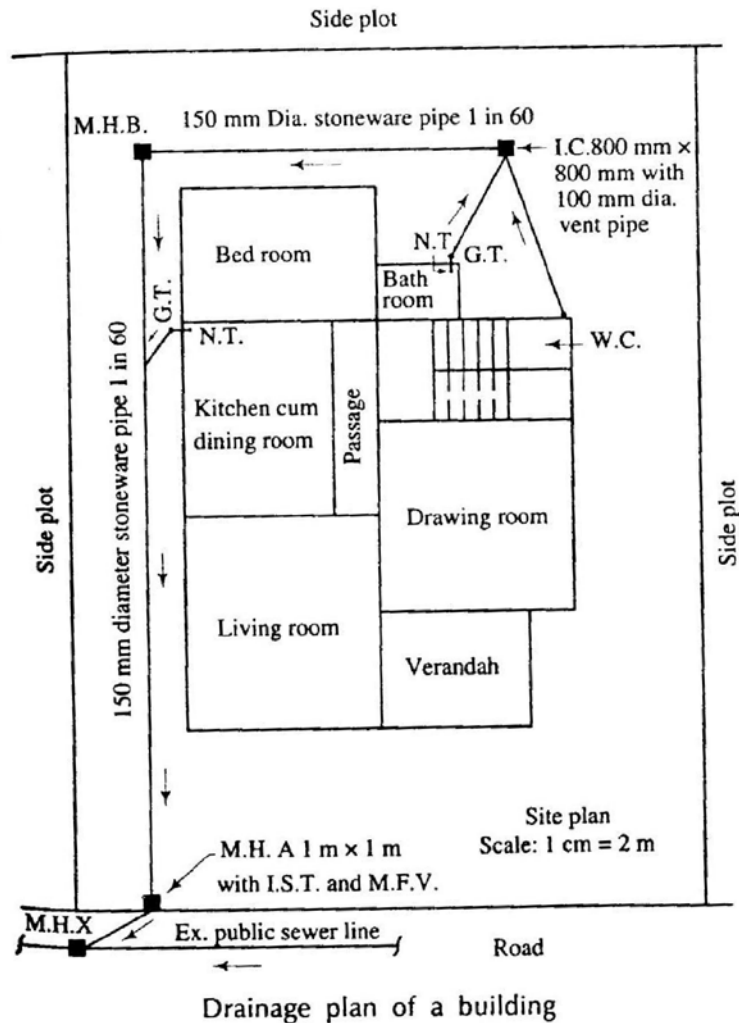 Side plot
M.H.B.
150 mm Dia. stoneware pipe 1 in 60
I.C.800 mm ×
800 mm with
100 mm dia.
vent pipe
Bed room
N.T
G.T.
Bath
room
G.T.
N.T.
W.C.
Kitchen cum
dining room
Passage
Drawing room
150 mm diameter stoneware pipe 1 in 60
Side plot
Side plot
Living room
Verandah
Site plan
Scale: 1 cm = 2 m
M.H. A 1 m × 1 m
with I.S.T. and M.F.V.
M.H.X
Ex. public sewer line
Road
Drainage plan of a building